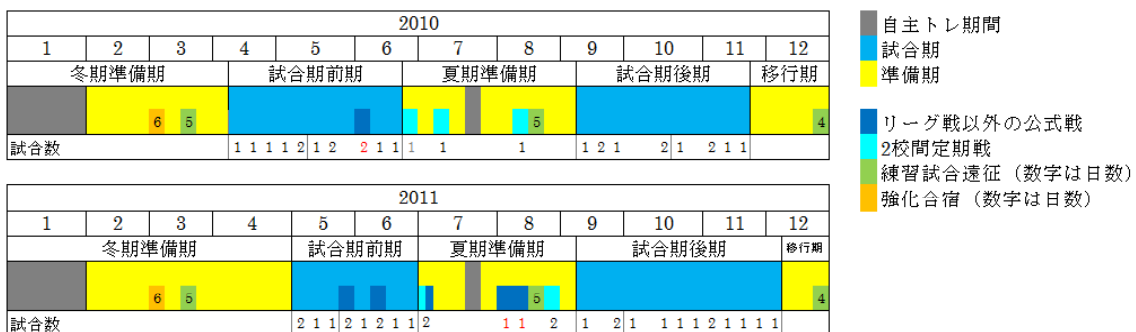 2010
1 2 3 4 5 6 7 8 9 10 11 12
冬期準備期 試合期前期 夏期準備期 試合期後期 移行期
6 5 5 4
試合数 1 1 1 1 2 1 2 2 1 1 1 1 1 1 2 1 2 1 2 1 1
2011
1 2 3 4 5 6 7 8 9 10 11 12
冬期準備期 試合期前期 夏期準備期 試合期後期 移行期
6 5 5 4
試合数 2 1 1 2 1 2 1 1 2 1 1 2 1 2 1 1 1 1 2 1 1 1 1
自主トレ期間
試合期
準備期
リーグ戦以外の公式戦
2校間定期戦
練習試合遠征（数字は日数）
強化合宿（数字は日数）